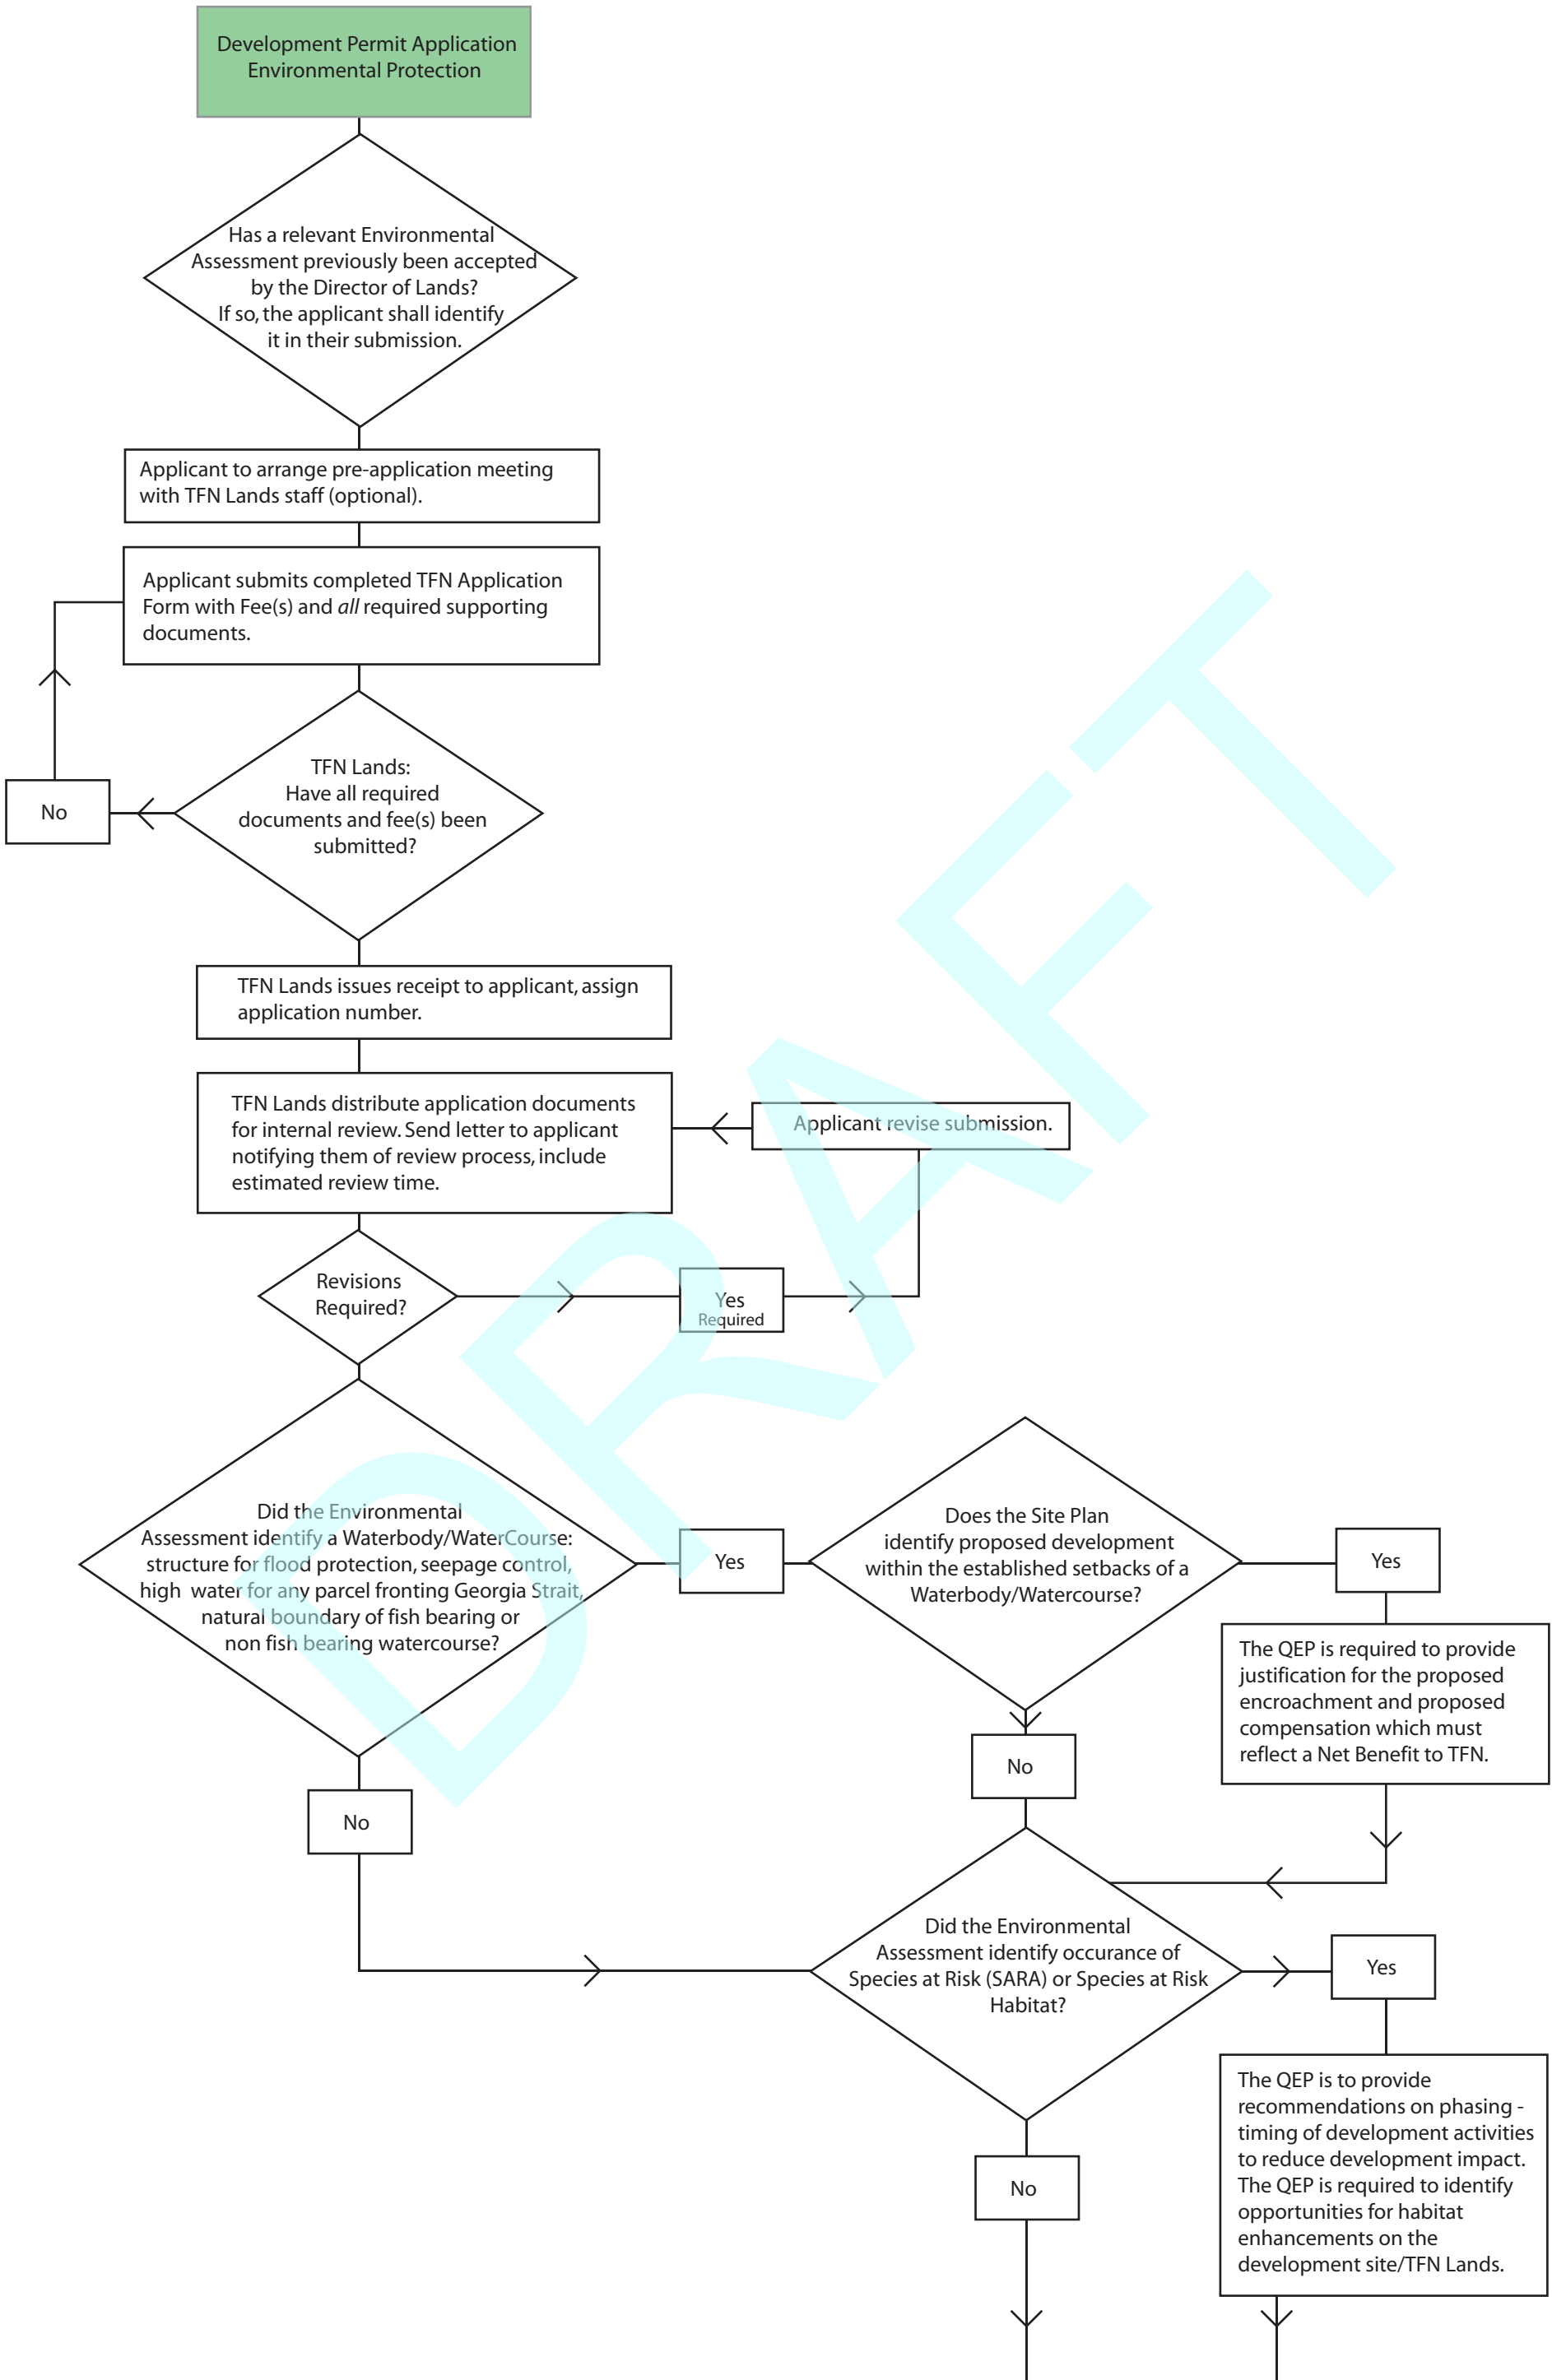 Development Permit Application
Environmental Protection
Has a relevant Environmental
Assessment previously been accepted
by the Director of Lands?
If so, the applicant shall identify
it in their submission.
Applicant to arrange pre-application meeting
with TFN Lands staff (optional).
Applicant submits completed TFN Application
Form with Fee(s) and all required supporting
documents.
TFN Lands:
Have all required
documents and fee(s) been
submitted?
No
TFN Lands issues receipt to applicant, assign
application number.
TFN Lands distribute application documents
for internal review. Send letter to applicant
notifying them of review process, include
estimated review time.
Applicant revise submission.
Revisions
Required?
Yes
Required
Did the Environmental
Assessment identify a Waterbody/WaterCourse:
structure for flood protection, seepage control,
high water for any parcel fronting Georgia Strait,
natural boundary of fish bearing or
non fish bearing watercourse?
Yes
Does the Site Plan
identify proposed development
within the established setbacks of a
Waterbody/Watercourse?
Yes
The QEP is required to provide
justification for the proposed
encroachment and proposed
compensation which must
reflect a Net Benefit to TFN.
No
No
Did the Environmental
Assessment identify occurance of
Species at Risk (SARA) or Species at Risk
Habitat?
Yes
The QEP is to provide
recommendations on phasing -
timing of development activities
to reduce development impact.
The QEP is required to identify
opportunities for habitat
enhancements on the
development site/TFN Lands.
No
DRAFT